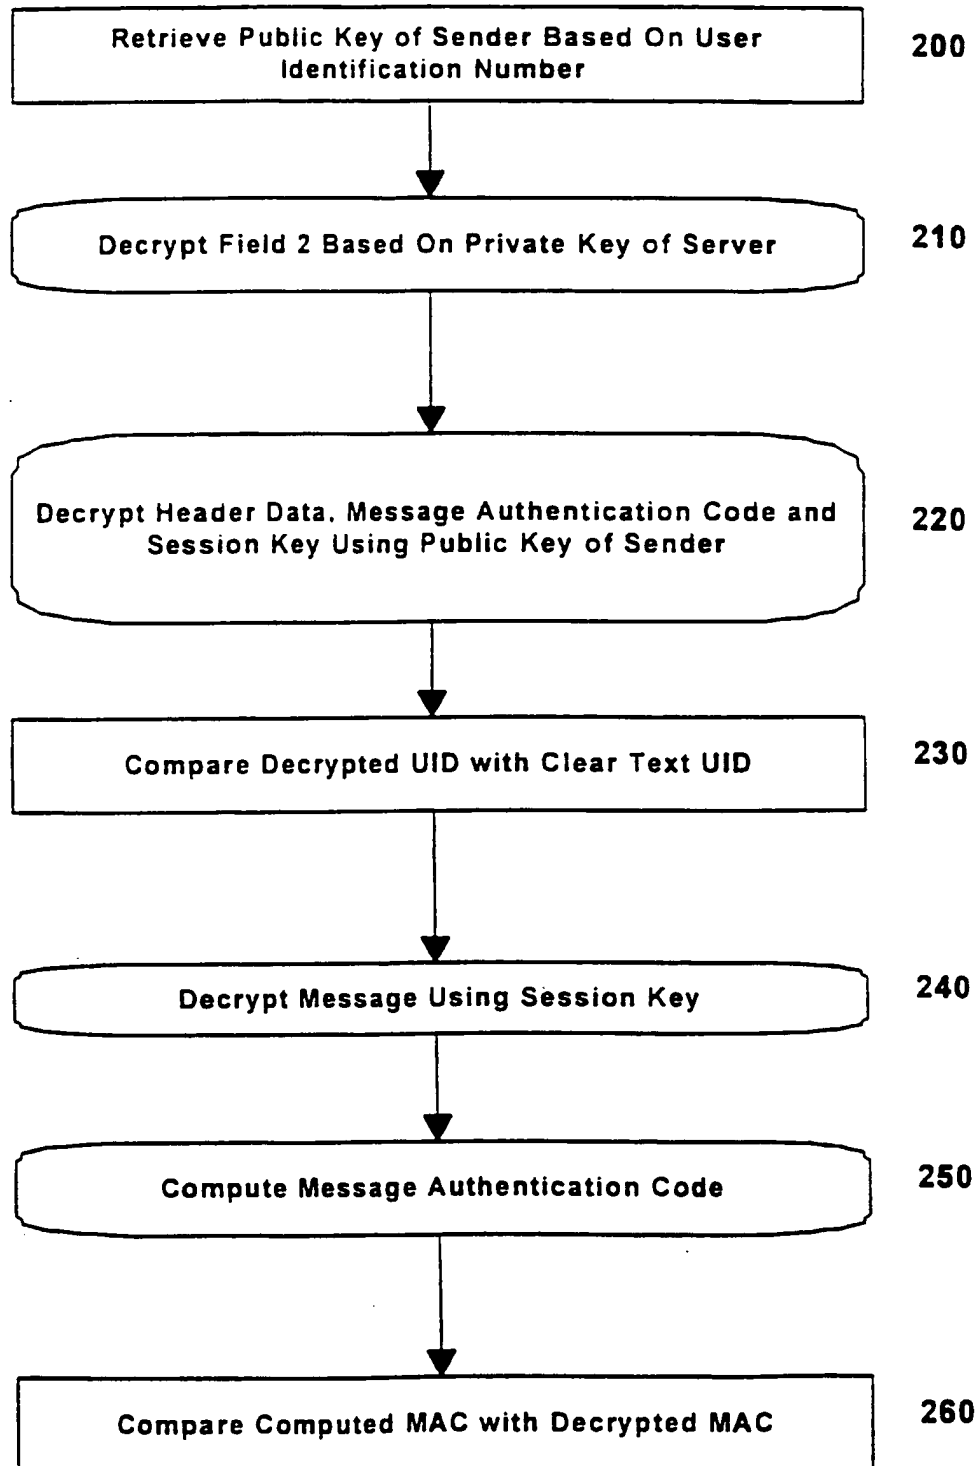 Retrieve Public Key of Sender Based On User
Identification Number
200
Decrypt Field 2 Based On Private Key of Server
210
Decrypt Header Data, Message Authentication Code and
Session Key Using Public Key of Sender
220
Compare Decrypted UID with Clear Text UID
230
Decrypt Message Using Session Key
240
Compute Message Authentication Code
250
Compare Computed MAC with Decrypted MAC
260